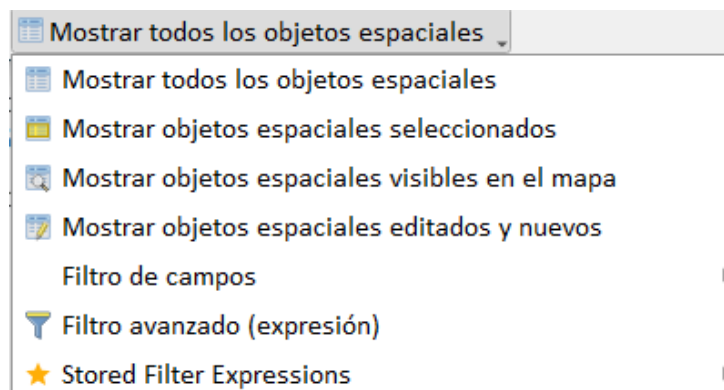 Mostrar todos los objetos espaciales
Mostrar todos los objetos espaciales
Mostrar objetos espaciales seleccionados
Mostrar objetos espaciales visibles en el mapa
Mostrar objetos espaciales editados y nuevos
Filtro de campos
Filtro avanzado (expresión)
Stored Filter Expressions